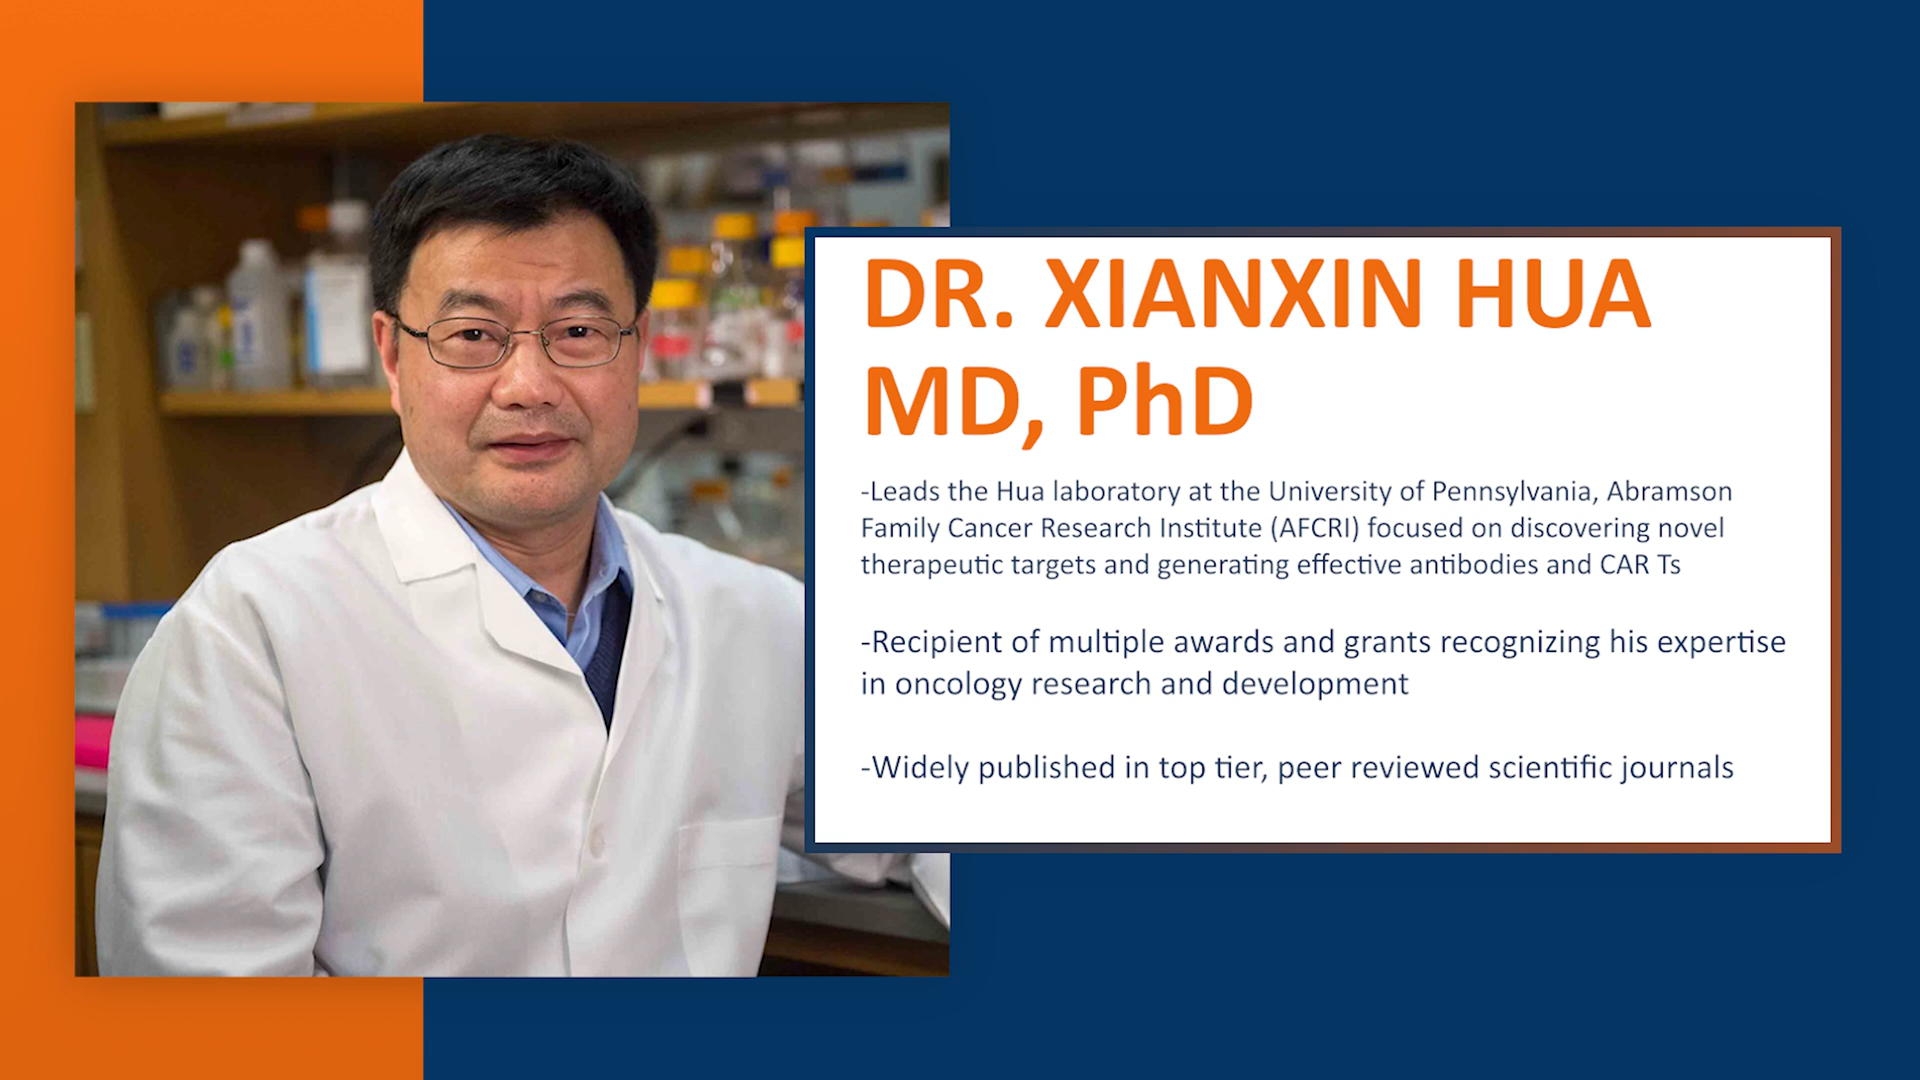 DR. XIANXIN HUA
MD, PhD
-Leads the Hua laboratory at the University of Pennsylvania, Abramson
Family Cancer Research Institute (AFCRI) focused on discovering novel
therapeutic targets and generating effective antibodies and CAR Ts
-Recipient of multiple awards and grants recognizing his expertise
in oncology research and development
-Widely published in top tier, peer reviewed scientific journals